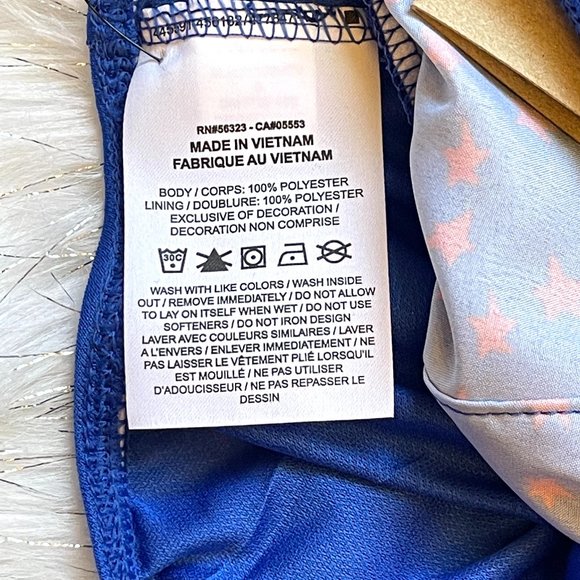 RN#56323 - CA#05553
MADE IN VIETNAM
FABRIQUE AU VIETNAM
BODY / CORPS: 100% POLYESTER
LINING / DOUBLURE: 100% POLYESTER
EXCLUSIVE OF DECORATION /
DECORATION NON COMPRISE
30C
WASH WITH LIKE COLORS / WASH INSIDE
OUT / REMOVE IMMEDIATELY / DO NOT ALLOW
TO LAY ON ITSELF WHEN WET / DO NOT USE
SOFTENERS / DO NOT IRON DESIGN
LAVER AVEC COULEURS SIMILAIRES / LAVER
A L'ENVERS / ENLEVER IMMEDIATEMENT / NE
PAS LAISSER LE VÊTEMENT PLIÉ LORSQU'IL
EST MOUILLÉ / NE PAS UTILISER
D'ADOUCISSEUR / NE PAS REPASSER LE
DESSIN